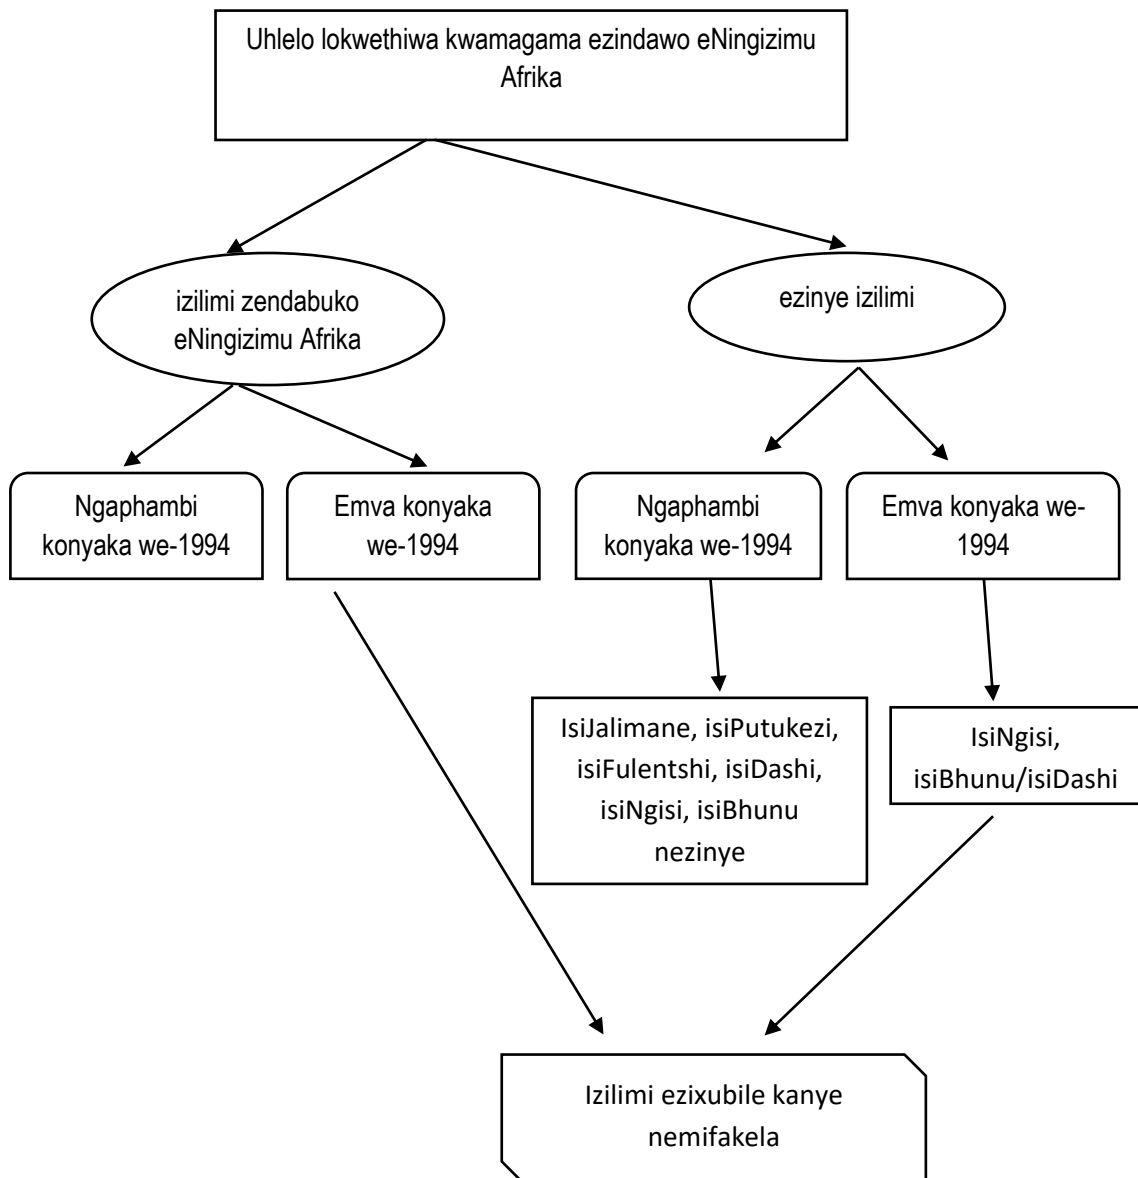 Uhlelo lokwethiwa kwamagama ezindawo eNingizimu
Afrika
izilimi zendabuko
eNingizimu Afrika
ezinye izilimi
Ngaphambi
konyaka we-1994
Emva konyaka
we-1994
Ngaphambi
konyaka we-1994
Emva konyaka we-
1994
IsiJalimane, isiPutukezi,
isiFulentshi, isiDashi,
isiNgisi, isiBhunu
nezinye
IsiNgisi,
isiBhunu/isiDashi
Izilimi ezixubile kanye
nemifakela